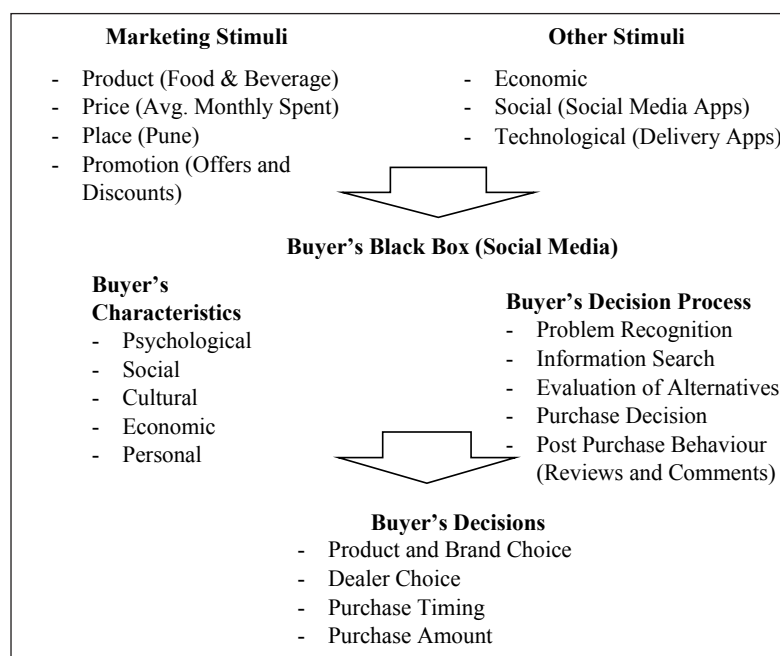 Marketing Stimuli
- Product (Food & Beverage)
- Price (Avg. Monthly Spent)
- Place (Pune)
- Promotion (Offers and
Discounts)
Other Stimuli
- Economic
- Social (Social Media Apps)
- Technological (Delivery Apps)
Buyer's Black Box (Social Media)
Buyer's
Characteristics
- Psychological
- Social
- Cultural
- Economic
- Personal
Buyer's Decision Process
- Problem Recognition
- Information Search
- Evaluation of Alternatives
- Purchase Decision
- Post Purchase Behaviour
(Reviews and Comments)
Buyer's Decisions
- Product and Brand Choice
- Dealer Choice
- Purchase Timing
- Purchase Amount